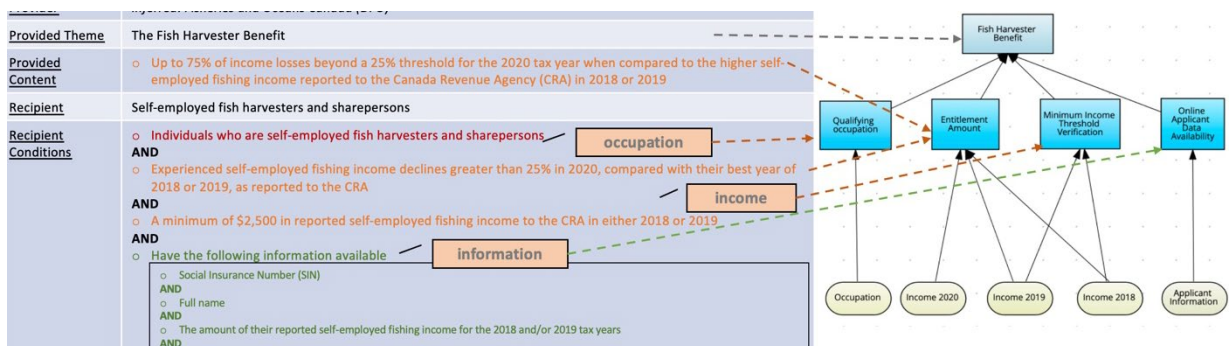 Provided Theme
The Fish Harvester Benefit
Provided
Content
o Up to 75% of income losses beyond a 25% threshold for the 2020 tax year when compared to the higher self-
employed fishing income reported to the Canada Revenue Agency (CRA) in 2018 or 2019
Recipient
Self-employed fish harvesters and sharepersons
Recipient
Conditions
o Individuals who are self-employed fish harvesters and sharepersons
AND
o Experienced self-employed fishing income declines greater than 25% in 2020, compared with their best year of
2018 or 2019, as reported to the CRA
AND
o A minimum of $2,500 in reported self-employed fishing income to the CRA in either 2018 or 2019
AND
o Have the following information available
o Social Insurance Number (SIN)
AND
o Full name
AND
o The amount of their reported self-employed fishing income for the 2018 and/or 2019 tax years
AND
occupation
income
information
Fish Harvester
Benefit
Qualifying
occupation
Entitlement
Amount
Minimum Income
Threshold
Verification
Online
Applicant
Data
Availability
Occupation
Income 2020
Income 2019
Income 2018
Applicant
Information